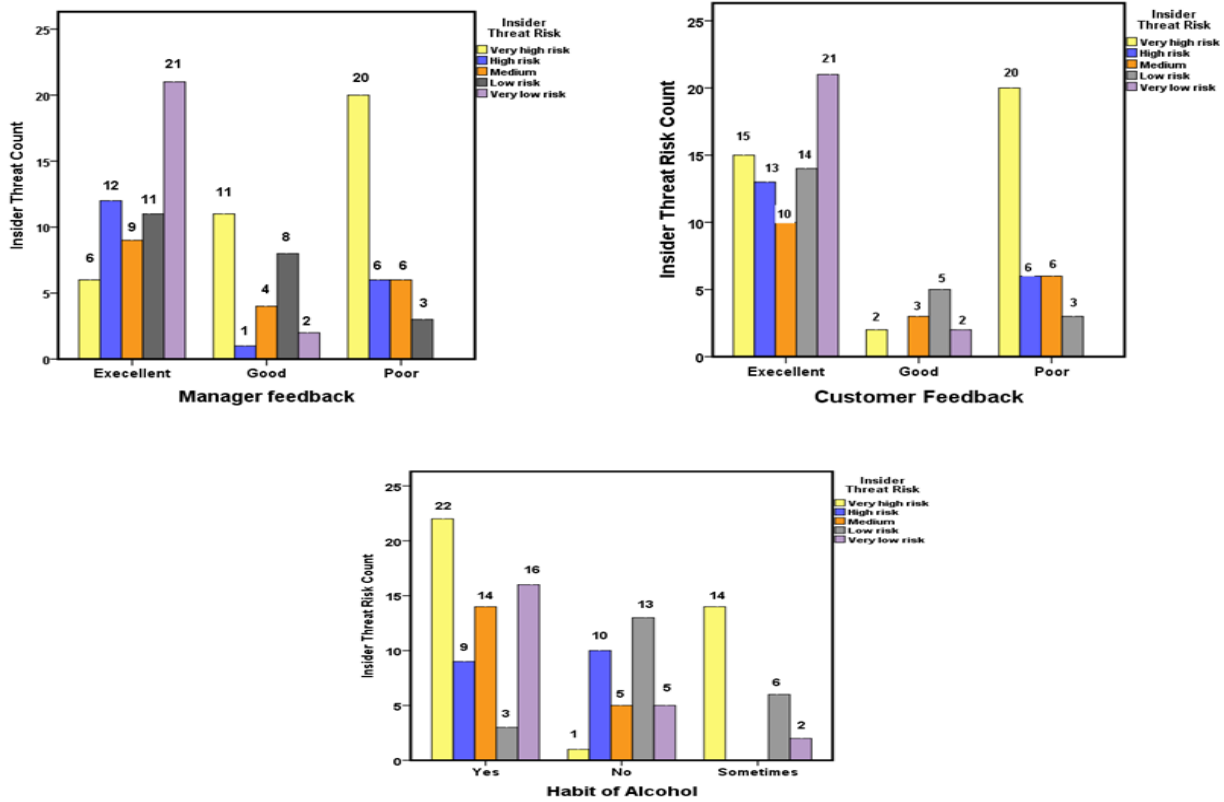 Insider
Threat Risk
Very high risk
High risk
Medium
Low risk
Very low risk
Insider Threat Count
25
20
15
10
5
0
6
12
9
11
21
11
1
4
8
2
20
6
6
3
Execellent
Good
Poor
Manager feedback
Insider
Threat Risk
Very high risk
High risk
Medium
Low risk
Very low risk
Insider Threat Risk Count
25
20
15
10
5
0
15
13
10
14
21
2
3
5
2
20
6
6
3
Execellent
Good
Poor
Customer Feedback
Insider
Threat Risk
Very high risk
High risk
Medium
Low risk
Very low risk
Insider Threat Risk Count
25
20
15
10
5
0
22
9
14
3
16
1
10
5
13
5
14
6
2
Yes
No
Sometimes
Habit of Alcohol